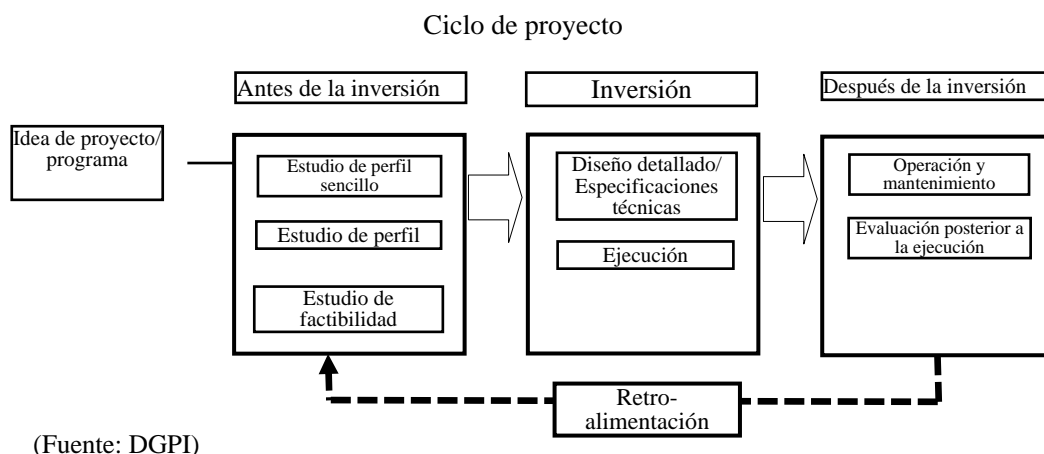 Ciclo de proyecto
Antes de la inversión
Inversión
Después de la inversión
Idea de proyecto/
programa
Estudio de perfil
sencillo
Estudio de perfil
Estudio de
factibilidad
Diseño detallado/
Especificaciones
técnicas
Ejecución
Operación y
mantenimiento
Evaluación posterior a
la ejecución
Retro-
alimentación
(Fuente: DGPI)